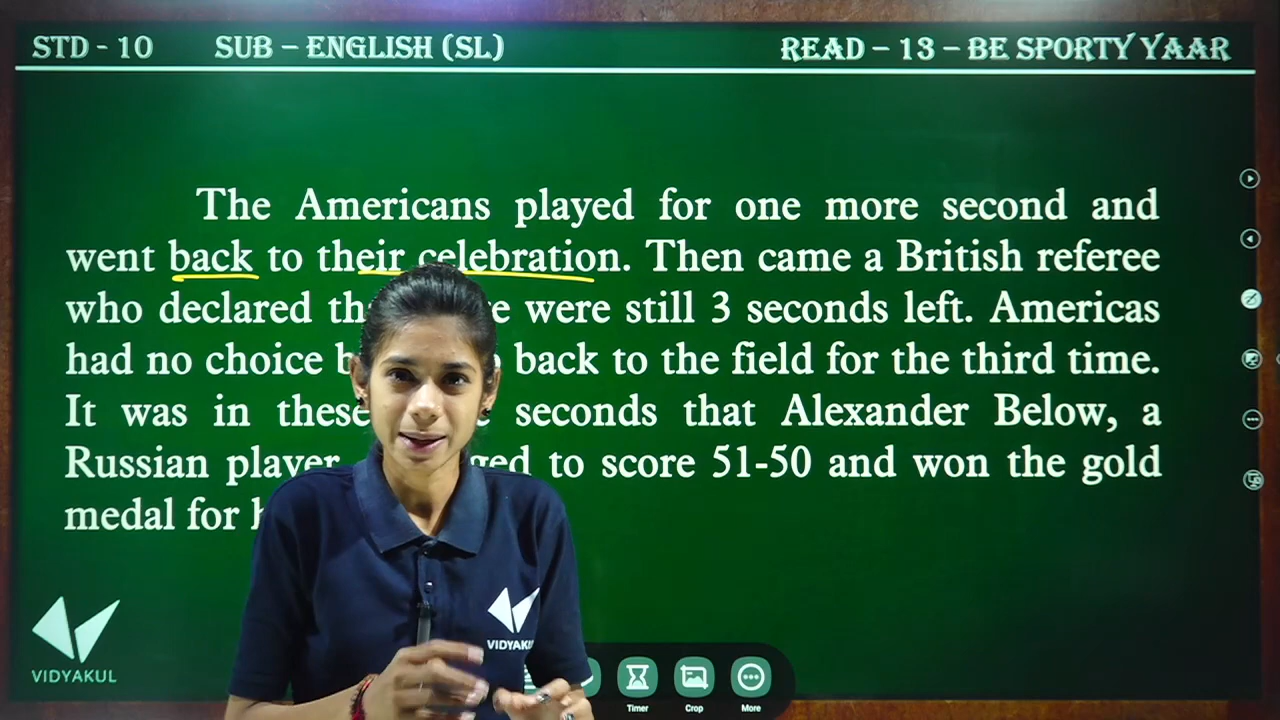 STD - 10 SUB – ENGLISH (SL) READ – 13 – BE SPORTY YAAR
The Americans played for one more second and
went back to their celebration. Then came a British referee
who declared were still 3 seconds left. Americas
had no choice back to the field for the third time.
It was in these seconds that Alexander Below, a
Russian player to score 51-50 and won the gold
medal for
VIDYAKUL
VIDYAKUL
Timer Crop More